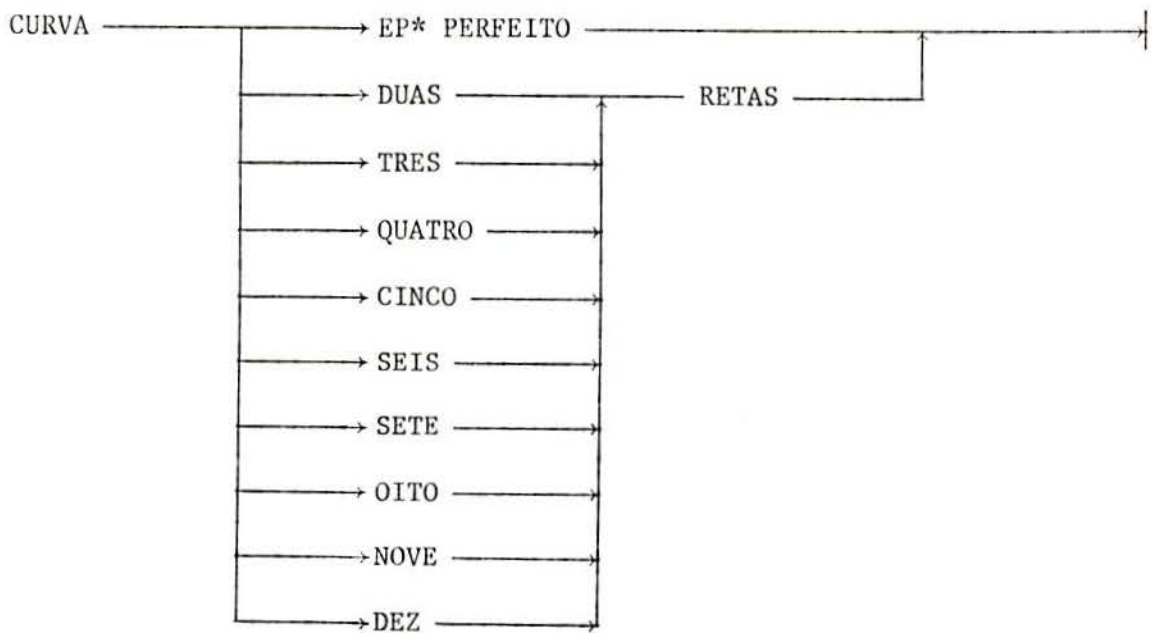 CURVA EP* PERFEITO
DUAS RETAS
TRES
QUATRO
CINCO
SEIS
SETE
OITO
NOVE
DEZ